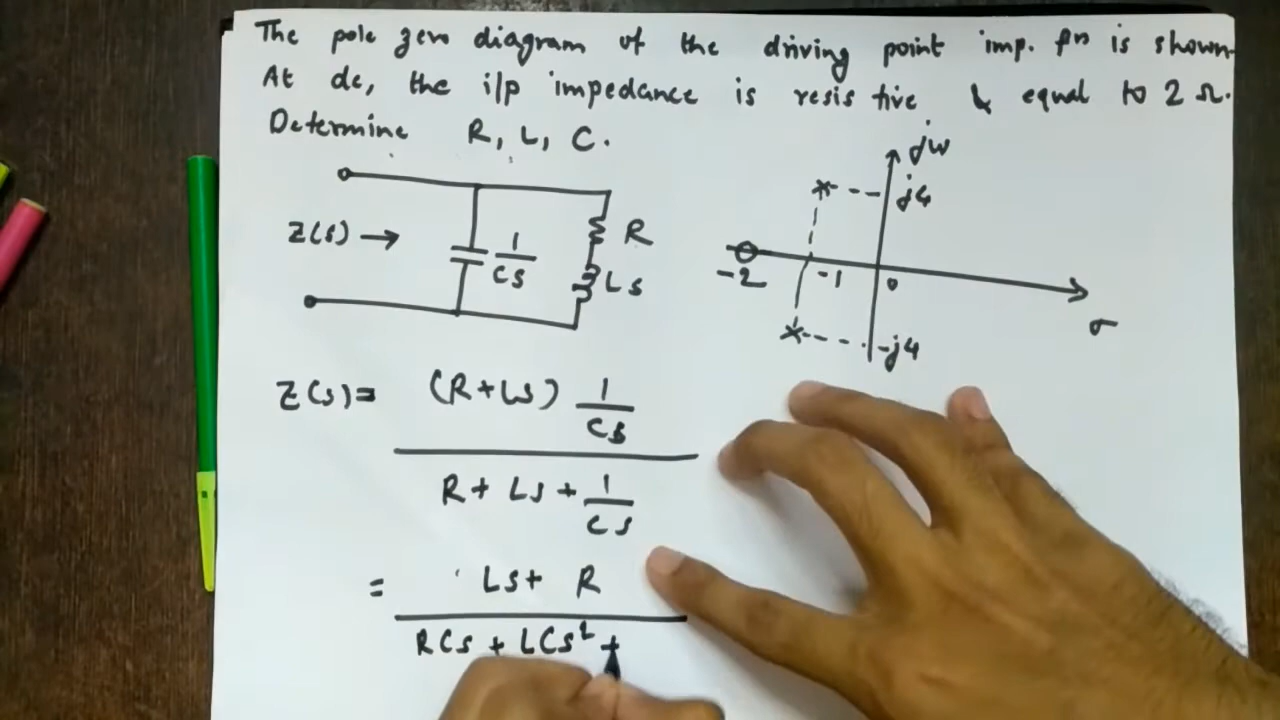 The pole zero diagram of the driving point imp. fn is shown.
At dc, the i/p impedance is resistive & equal to 2 Ω.
Determine R, L, C.
jω
j4
Z(s) →
1/Cs
R
Ls
-2
-1
0
σ
-j4
Z(s) = (R+Ls) 1/Cs
R + Ls + 1/Cs
= Ls + R
RCs + LCs² +